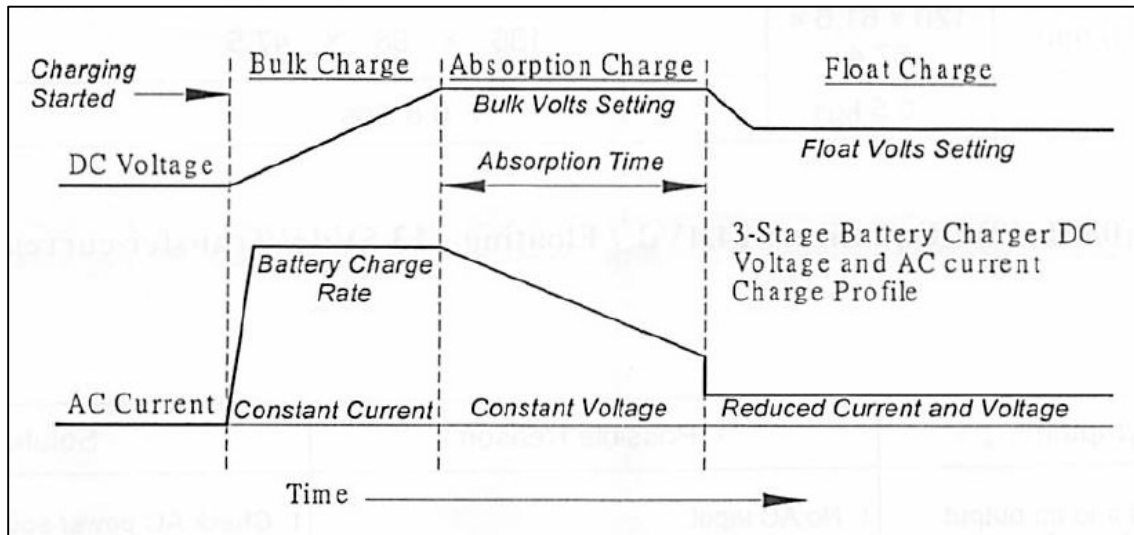 Charging
Started
Bulk Charge
Absorption Charge
Float Charge
Bulk Volts Setting
DC Voltage
Absorption Time
Float Volts Setting
Battery Charge
Rate
3-Stage Battery Charger DC
Voltage and AC current
Charge Profile
AC Current
Constant Current
Constant Voltage
Reduced Current and Voltage
Time